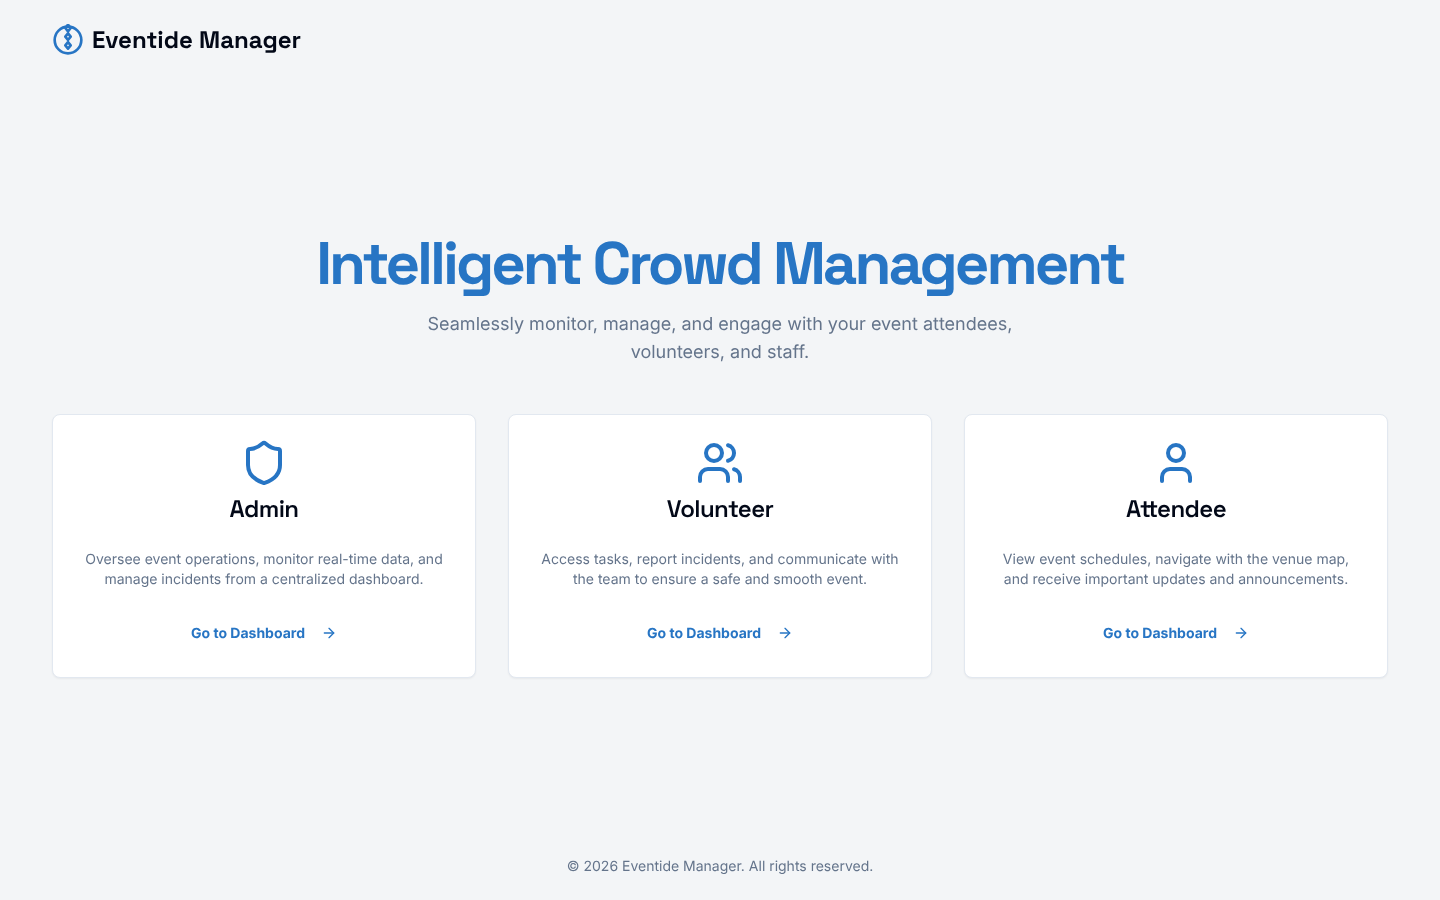 Eventide Manager
Intelligent Crowd Management
Seamlessly monitor, manage, and engage with your event attendees,
volunteers, and staff.
Admin
Oversee event operations, monitor real-time data, and
manage incidents from a centralized dashboard.
Go to Dashboard
Volunteer
Access tasks, report incidents, and communicate with
the team to ensure a safe and smooth event.
Go to Dashboard
Attendee
View event schedules, navigate with the venue map,
and receive important updates and announcements.
Go to Dashboard
© 2026 Eventide Manager. All rights reserved.